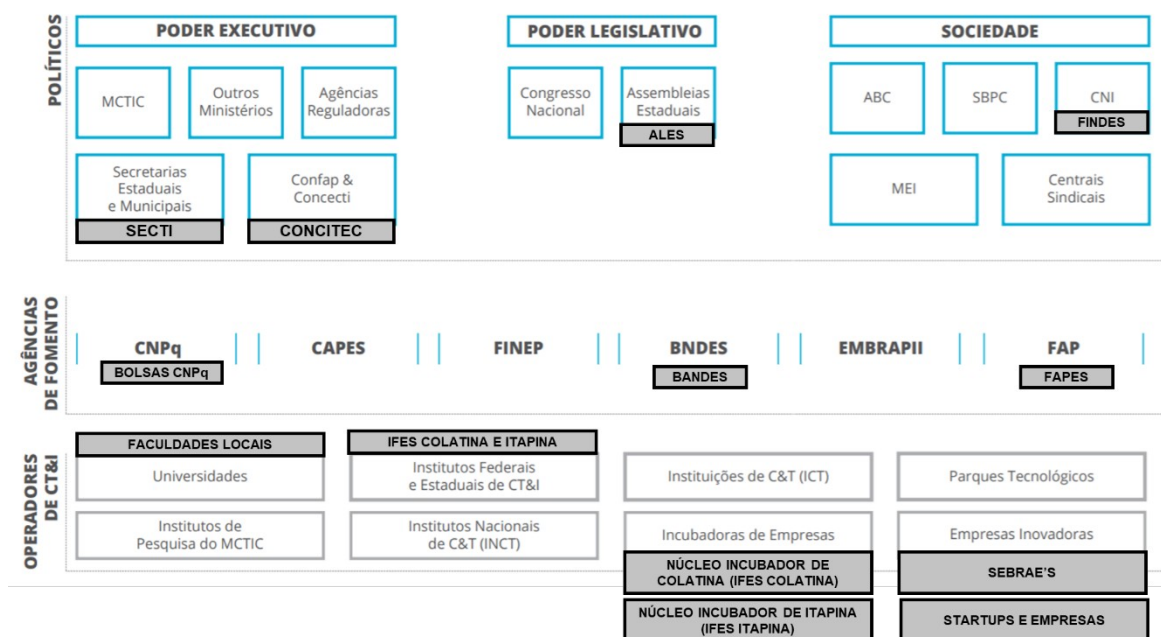 POLÍTICOS
PODER EXECUTIVO
MCTIC
Outros
Ministérios
Agências
Reguladoras
Secretarias
Estaduais
e Municipais
SECTI
Confap &
Concecti
CONCITEC
PODER LEGISLATIVO
Congresso
Nacional
Assembleias
Estaduais
ALES
SOCIEDADE
ABC
SBPC
CNI
FINDES
MEI
Centrais
Sindicais
AGÊNCIAS
DE FOMENTO
CNPq
BOLSAS CNPq
CAPES
FINEP
BNDES
BANDES
EMBRAPII
FAP
FAPES
OPERADORES
DE CT&I
FACULDADES LOCAIS
Universidades
IFES COLATINA E ITAPINA
Institutos Federais
e Estaduais de CT&I
Instituições de C&T (ICT)
Parques Tecnológicos
Institutos de
Pesquisa do MCTIC
Institutos Nacionais
de C&T (INCT)
Incubadoras de Empresas
NÚCLEO INCUBADOR DE
COLATINA (IFES COLATINA)
NÚCLEO INCUBADOR DE ITAPINA
(IFES ITAPINA)
Empresas Inovadoras
SEBRAE'S
STARTUPS E EMPRESAS